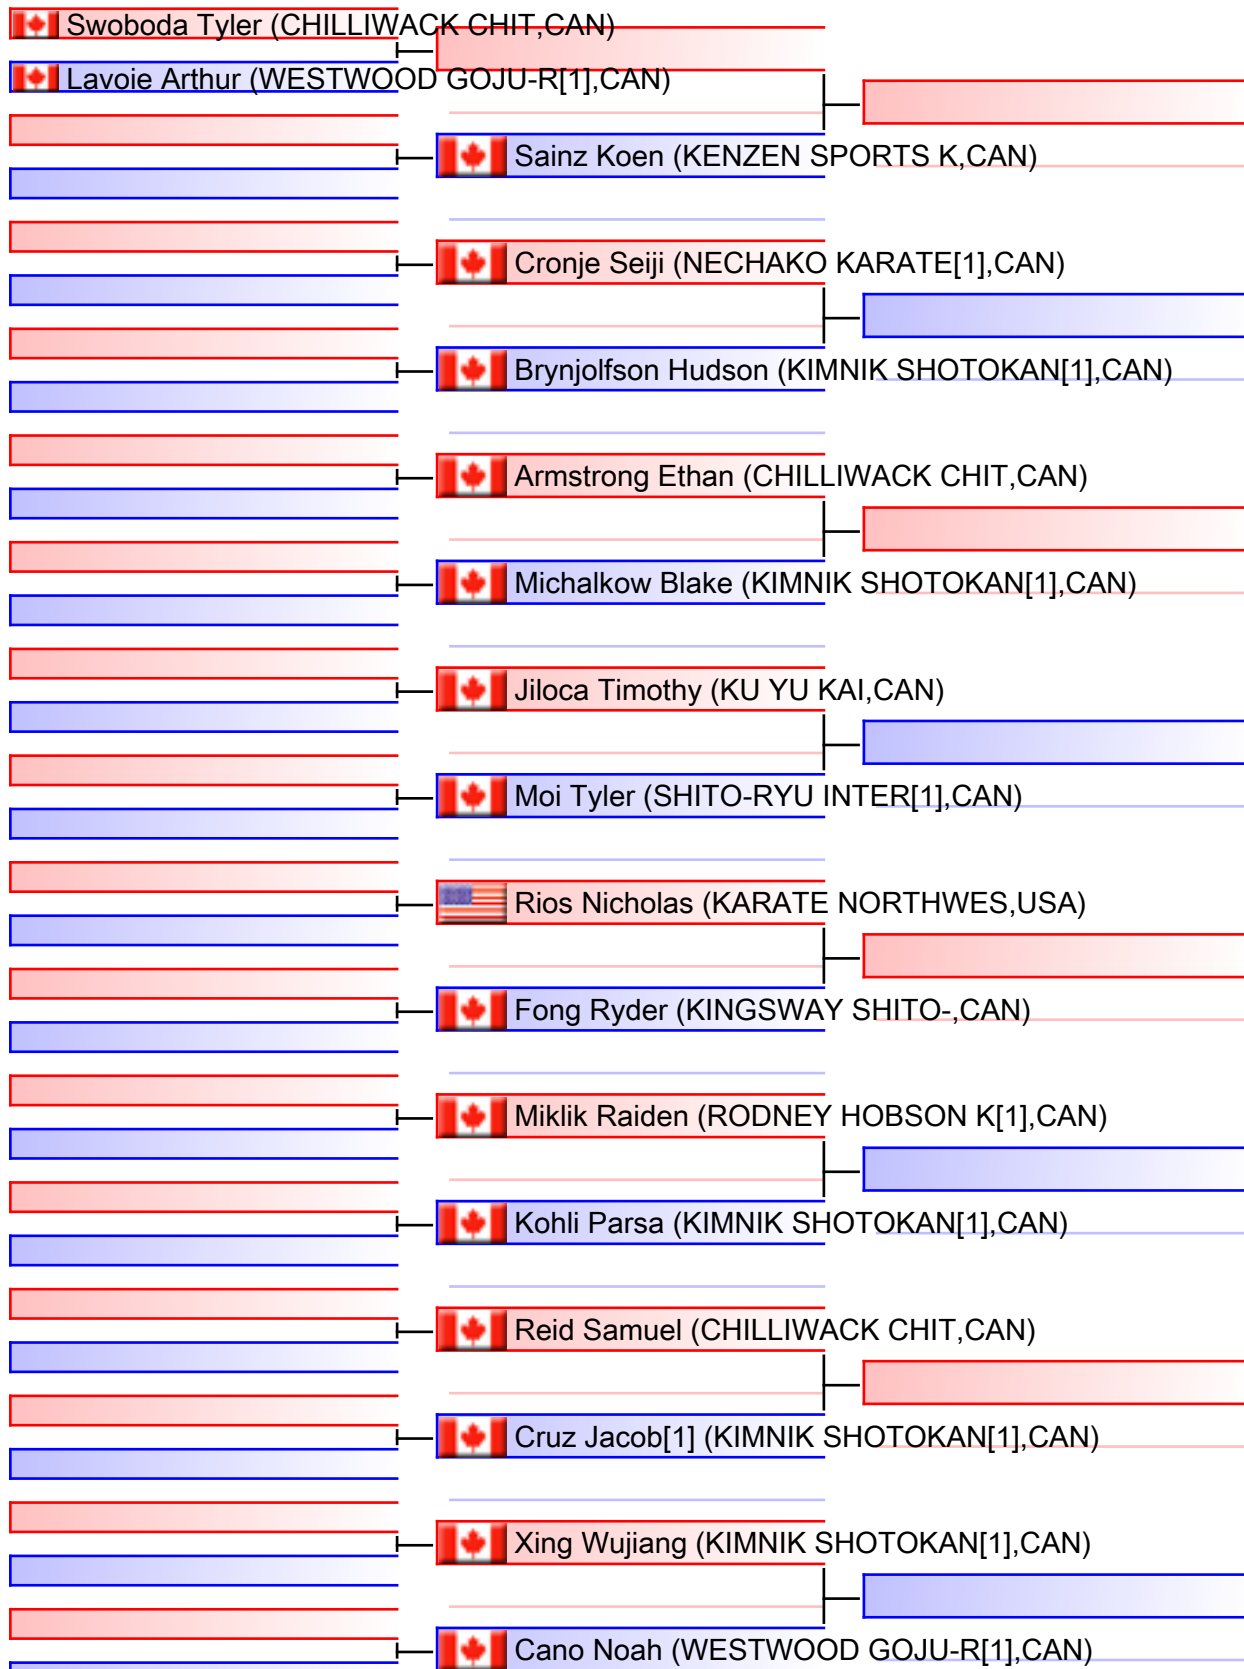 Swoboda Tyler (CHILLIWACK CHIT,CAN)
Lavoie Arthur (WESTWOOD GOJU-R[1],CAN)
Sainz Koen (KENZEN SPORTS K,CAN)
Cronje Seiji (NECHAKO KARATE[1],CAN)
Brynjolfson Hudson (KIMNIK SHOTOKAN[1],CAN)
Armstrong Ethan (CHILLIWACK CHIT,CAN)
Michalkow Blake (KIMNIK SHOTOKAN[1],CAN)
Jiloca Timothy (KU YU KAI,CAN)
Moi Tyler (SHITO-RYU INTER[1],CAN)
Rios Nicholas (KARATE NORTHWES,USA)
Fong Ryder (KINGSWAY SHITO-,CAN)
Miklik Raiden (RODNEY HOBSON K[1],CAN)
Kohli Parsa (KIMNIK SHOTOKAN[1],CAN)
Reid Samuel (CHILLIWACK CHIT,CAN)
Cruz Jacob[1] (KIMNIK SHOTOKAN[1],CAN)
Xing Wujiang (KIMNIK SHOTOKAN[1],CAN)
Cano Noah (WESTWOOD GOJU-R[1],CAN)